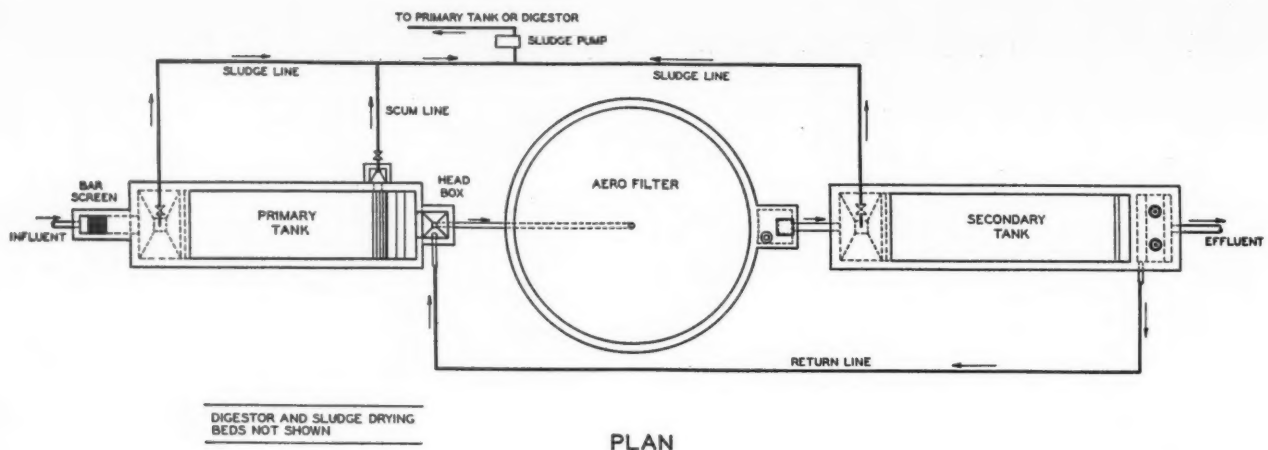 TO PRIMARY TANK OR DIGESTOR
SLUDGE PUMP
SLUDGE LINE
SLUDGE LINE
SCUM LINE
BAR
SCREEN
HEAD
BOX
AERO FILTER
PRIMARY
TANK
SECONDARY
TANK
INFLUENT
EFFLUENT
RETURN LINE
DIGESTOR AND SLUDGE DRYING
BEDS NOT SHOWN
PLAN